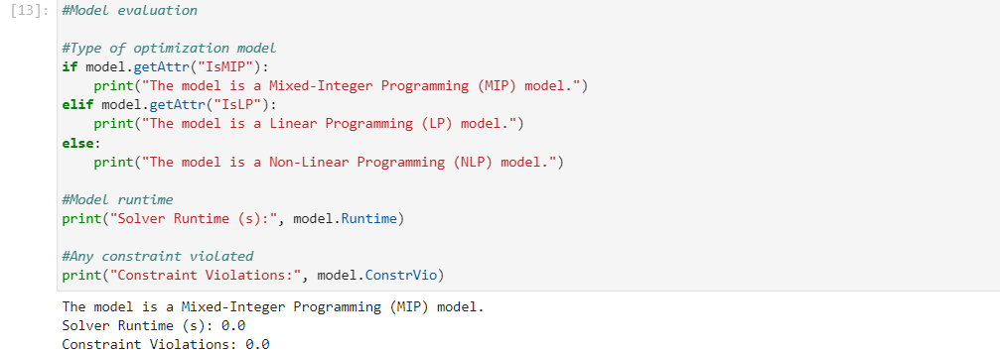 [13]: #Model evaluation
#Type of optimization model
if model.getAttr("IsMIP"):
    print("The model is a Mixed-Integer Programming (MIP) model.")
elif model.getAttr("IsLP"):
    print("The model is a Linear Programming (LP) model.")
else:
    print("The model is a Non-Linear Programming (NLP) model.")
#Model runtime
print("Solver Runtime (s):", model.Runtime)
#Any constraint violated
print("Constraint Violations:", model.ConstrVio)
The model is a Mixed-Integer Programming (MIP) model.
Solver Runtime (s): 0.0
Constraint Violations: 0.0